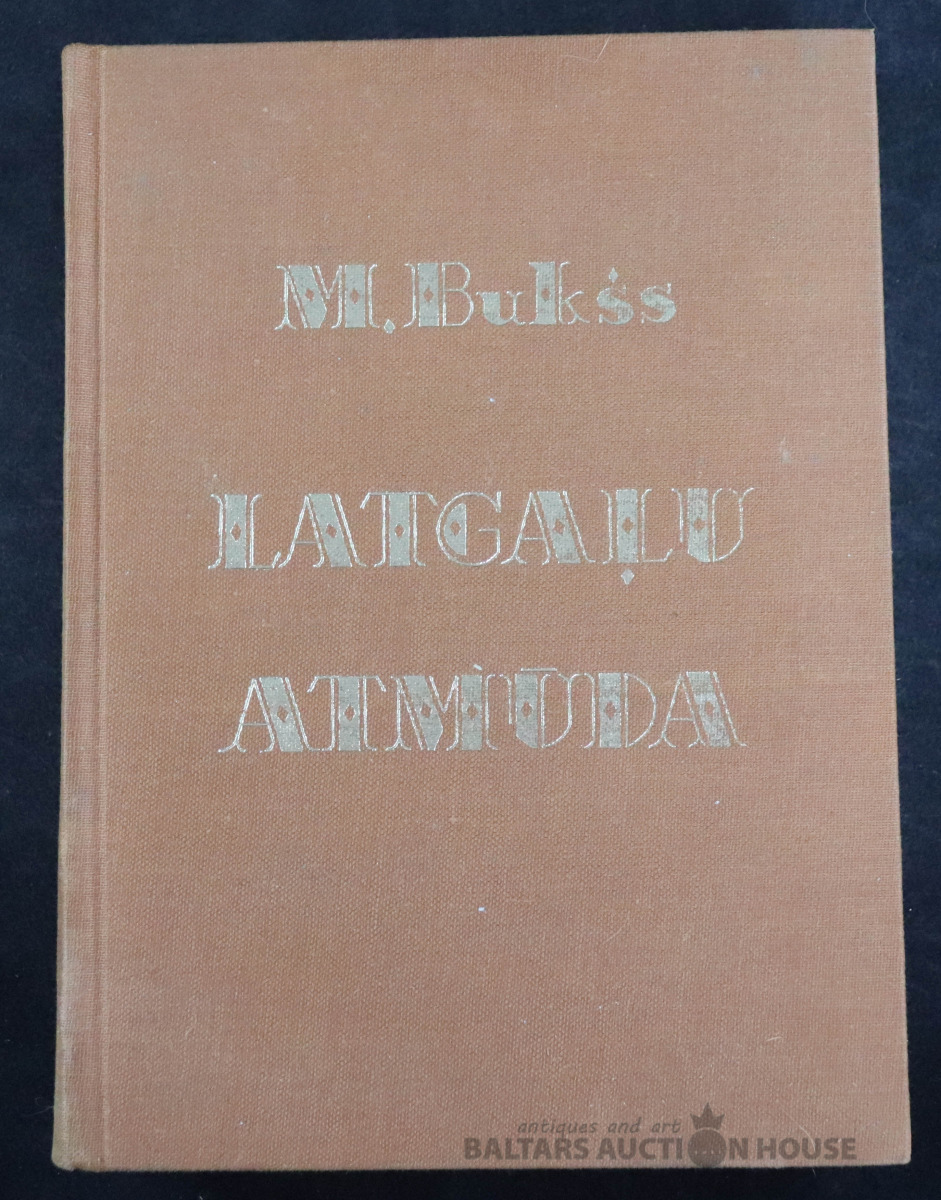 M. Bukšs
LATGAĻU
ATMŪDA
antiques and art
BALTARS AUCTION HOUSE